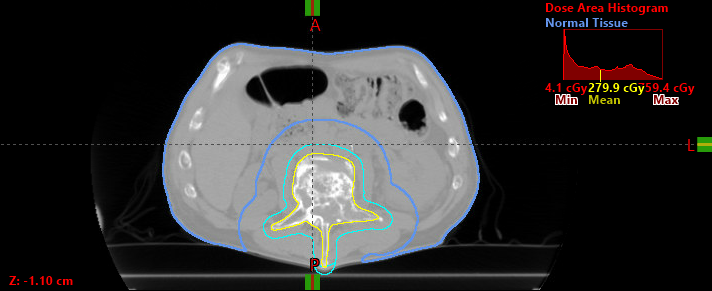 Dose Area Histogram
Normal Tissue
A
4.1 cGy 279.9 cGy 59.4 cGy
Min Mean Max
L
P
Z: -1.10 cm